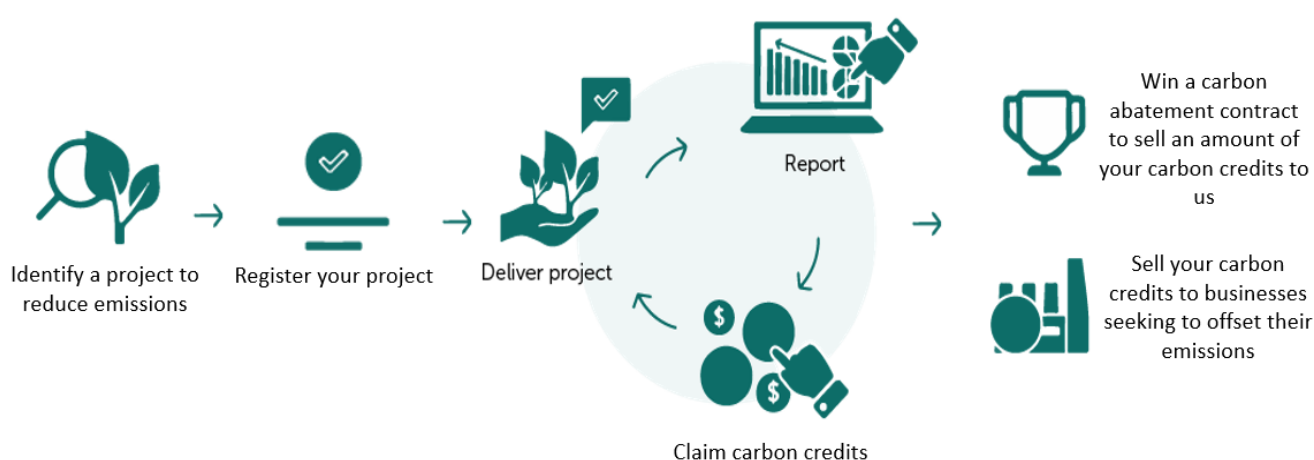 Identify a project to
reduce emissions
Register your project
Deliver project
Report
$
$
Claim carbon credits
Win a carbon
abatement contract
to sell an amount of
your carbon credits to
us
Sell your carbon
credits to businesses
seeking to offset their
emissions